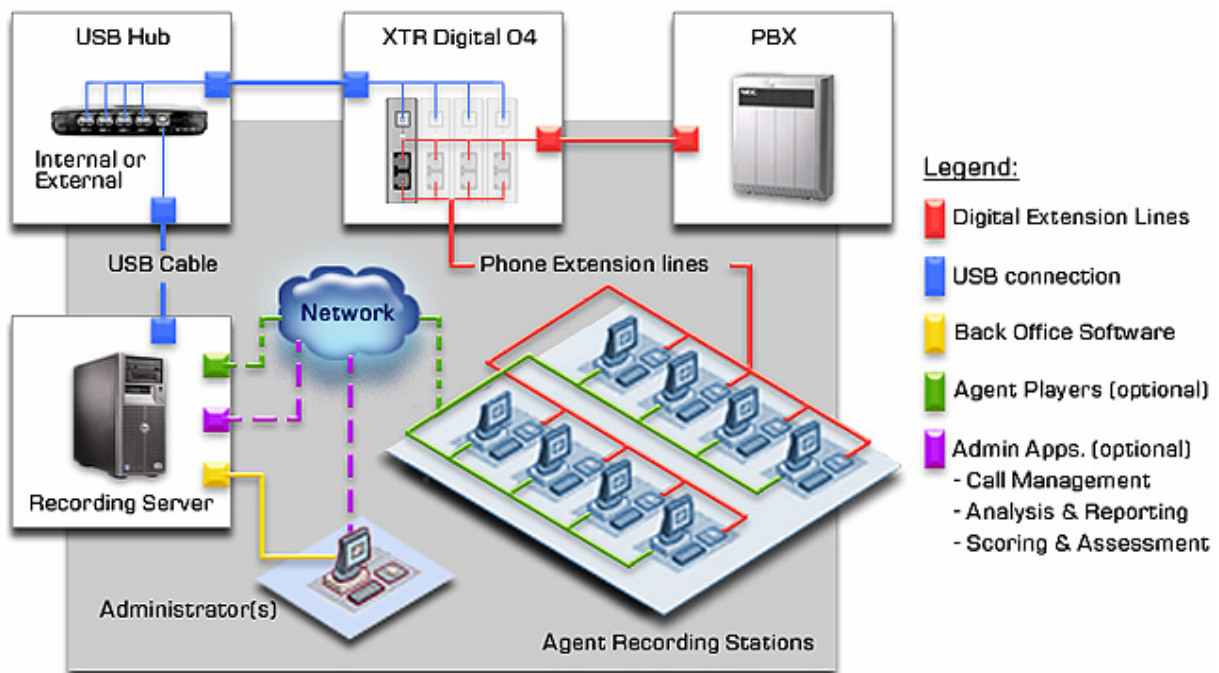 USB Hub
XTR Digital 04
PBX
NEC
Internal or
External
Legend:
Digital Extension Lines
USB Cable
Phone Extension lines
USB connection
Network
Back Office Software
Agent Players (optional)
Admin Apps. (optional)
- Call Management
- Analysis & Reporting
- Scoring & Assessment
Recording Server
Administrator(s)
Agent Recording Stations